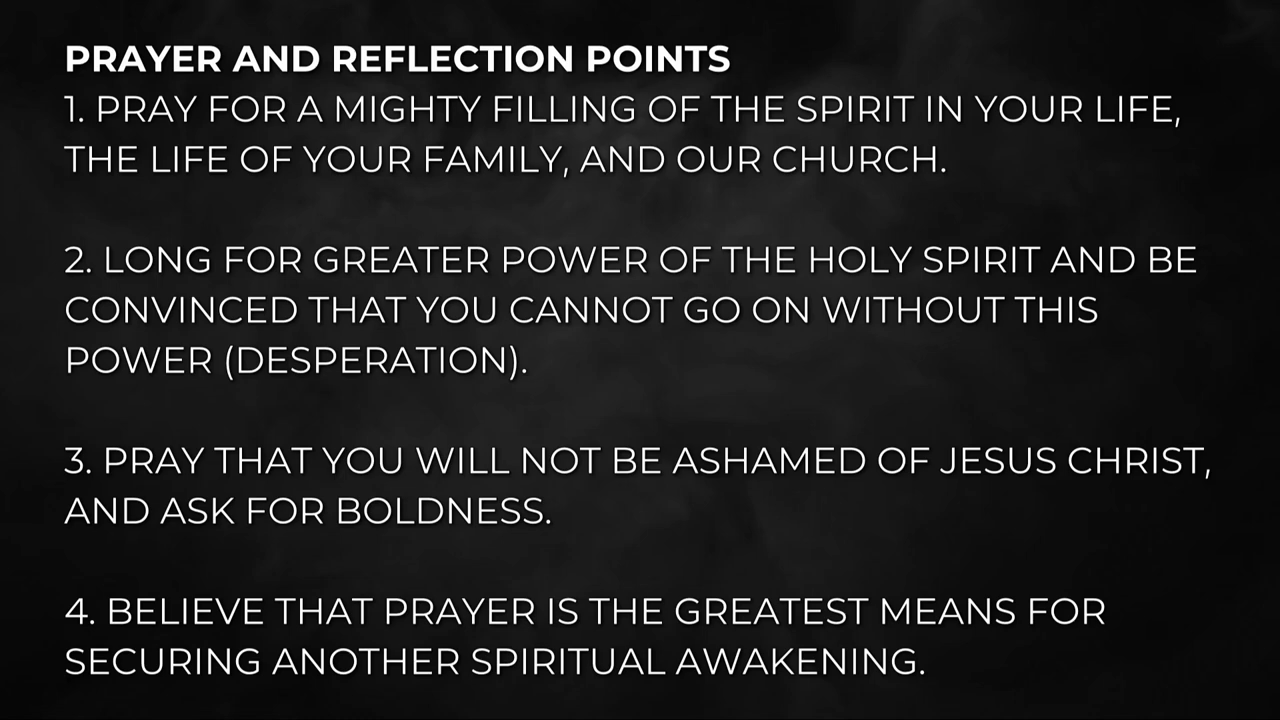 PRAYER AND REFLECTION POINTS
1. PRAY FOR A MIGHTY FILLING OF THE SPIRIT IN YOUR LIFE,
THE LIFE OF YOUR FAMILY, AND OUR CHURCH.
2. LONG FOR GREATER POWER OF THE HOLY SPIRIT AND BE
CONVINCED THAT YOU CANNOT GO ON WITHOUT THIS
POWER (DESPERATION).
3. PRAY THAT YOU WILL NOT BE ASHAMED OF JESUS CHRIST,
AND ASK FOR BOLDNESS.
4. BELIEVE THAT PRAYER IS THE GREATEST MEANS FOR
SECURING ANOTHER SPIRITUAL AWAKENING.